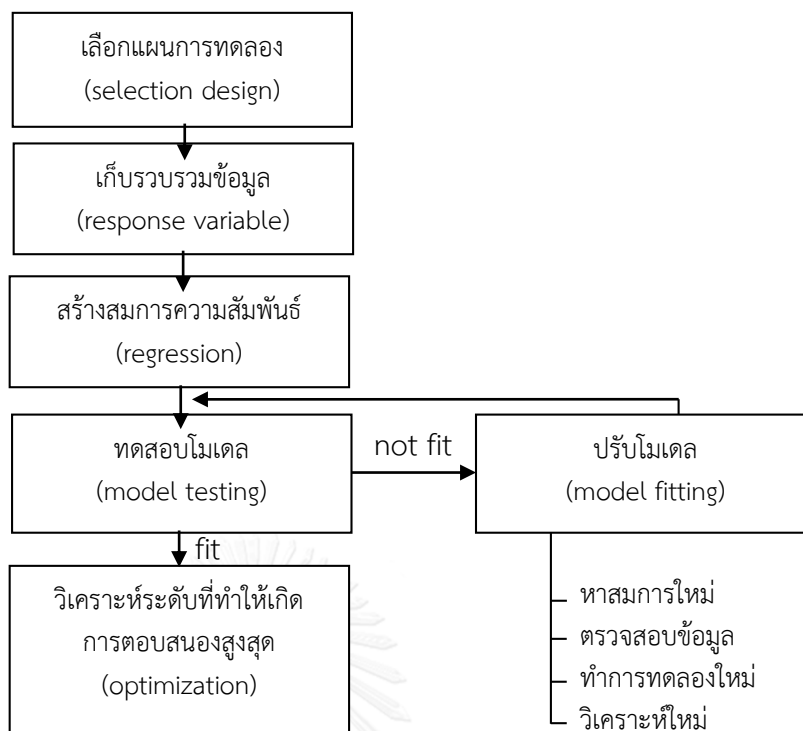 เลือกแผนการทดลอง
(selection design)
เก็บรวบรวมข้อมูล
(response variable)
สร้างสมการความสัมพันธ์
(regression)
ทดสอบโมเดล
(model testing)
not fit
ปรับโมเดล
(model fitting)
fit
วิเคราะห์ระดับที่ทำให้เกิด
การตอบสนองสูงสุด
(optimization)
หาสมการใหม่
ตรวจสอบข้อมูล
ทำการทดลองใหม่
วิเคราะห์ใหม่